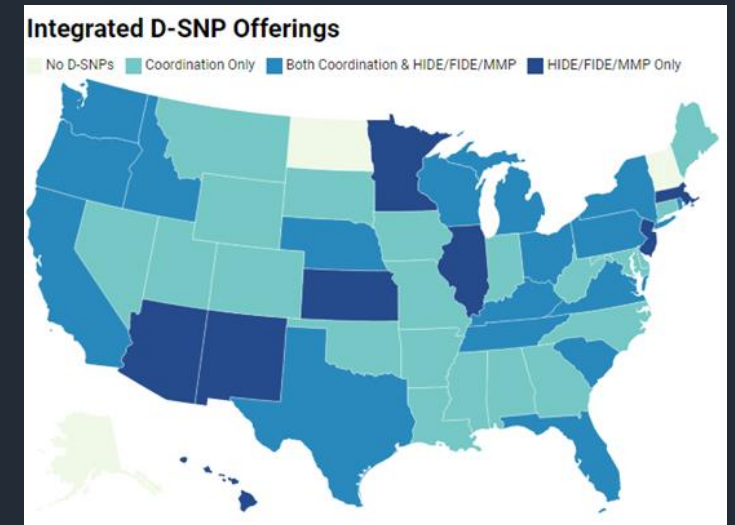 Integrated D-SNP Offerings
No D-SNPs Coordination Only Both Coordination & HIDE/FIDE/MMP HIDE/FIDE/MMP Only